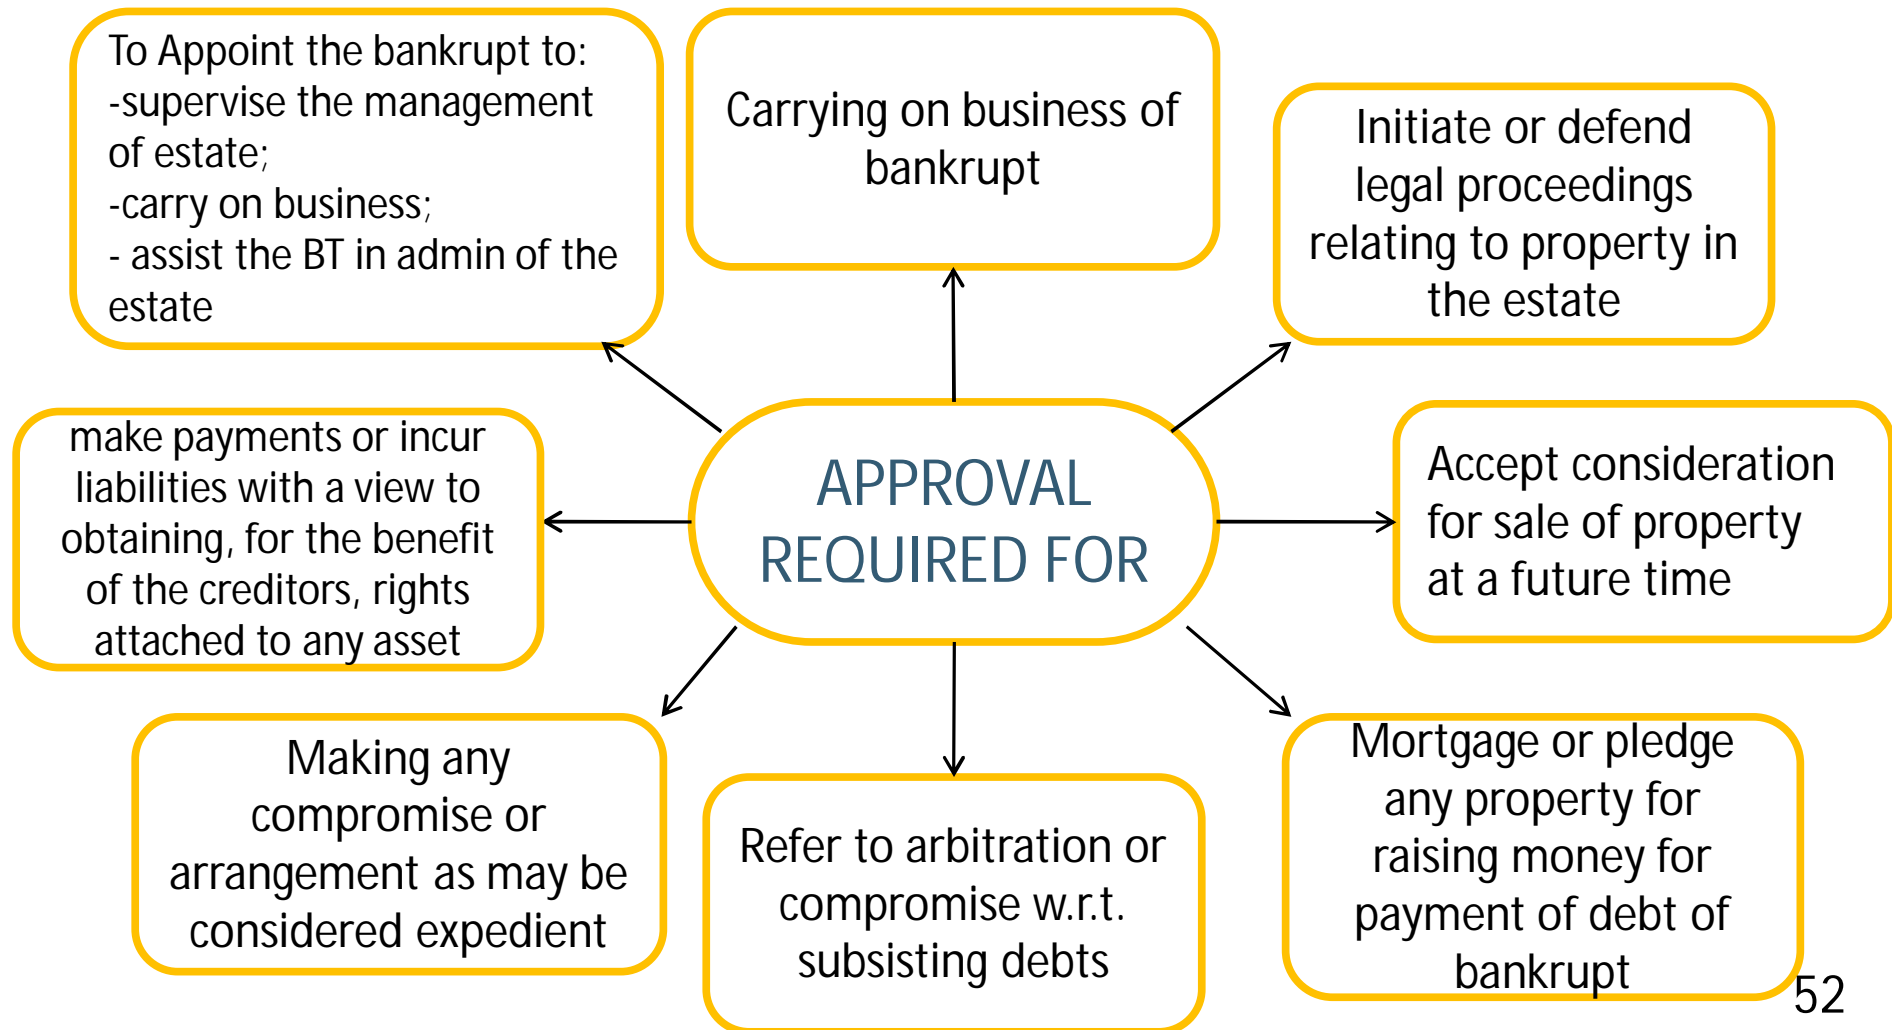 To Appoint the bankrupt to:
-supervise the management
of estate;
-carry on business;
- assist the BT in admin of the
estate
Carrying on business of
bankrupt
Initiate or defend
legal proceedings
relating to property in
the estate
make payments or incur
liabilities with a view to
obtaining, for the benefit
of the creditors, rights
attached to any asset
APPROVAL
REQUIRED FOR
Accept consideration
for sale of property
at a future time
Making any
compromise or
arrangement as may be
considered expedient
Refer to arbitration or
compromise w.r.t.
subsisting debts
Mortgage or pledge
any property for
raising money for
payment of debt of
bankrupt
52